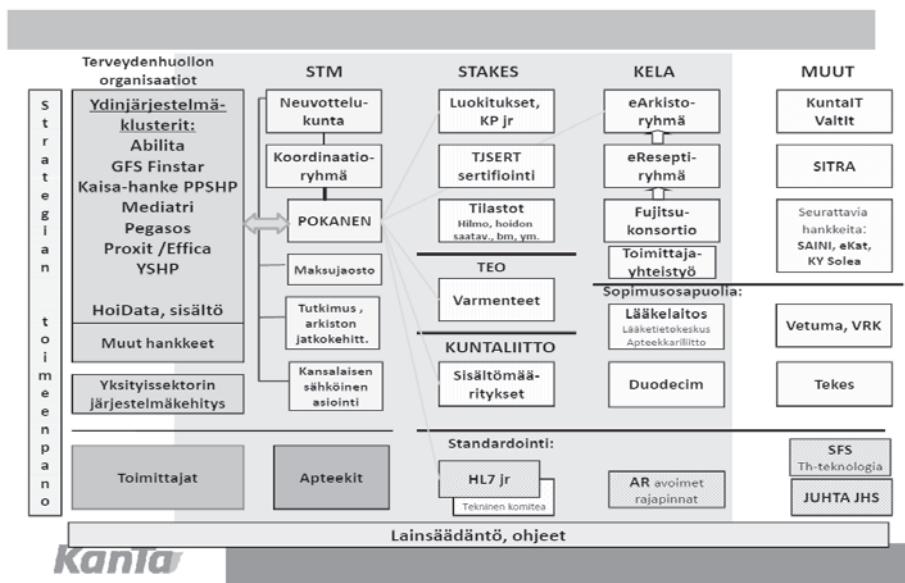 Terveydenhuollon
organisaatiot
STM
STAKES
KELA
MUUT
Strategian toimeenpano
Ydinjärjestelmä-
klusterit:
Abilita
GFS Finstar
Kaisa-hanke PPSHP
Mediatri
Pegasos
Proxit /Effica
YSHP
HoiData, sisältö
Muut hankkeet
Yksityissektorin
järjestelmäkehitys
Toimittajat
Neuvottelu-
kunta
Koordinaatio-
ryhmä
POKANEN
Maksujaosto
Tutkimus ,
arkiston
jatkokehitt.
Kansalaisen
sähköinen
asiointi
Apteekit
Luokitukset,
KP jr
TJSERT
sertifiointi
Tilastot
Hilmo, hoidon
saatav., bm, ym.
TEO
Varmenteet
KUNTALIITTO
Sisältömää-
ritykset
Standardointi:
HL7 jr
Tekninen komitea
eArkisto-
ryhmä
eResepti-
ryhmä
Fujitsu-
konsortio
Toimittaja-
yhteistyö
Sopimusosapuolia:
Lääkelaitos
Lääketietokeskus
Apteekkariliitto
Duodecim
AR avoimet
rajapinnat
KuntaIT
ValtIt
SITRA
Seurattavia
hankkeita:
SAINI, eKat,
KY Solea
Vetuma, VRK
Tekes
SFS
Th-teknologia
JUHTA JHS
Lainsäädäntö, ohjeet
KanTa